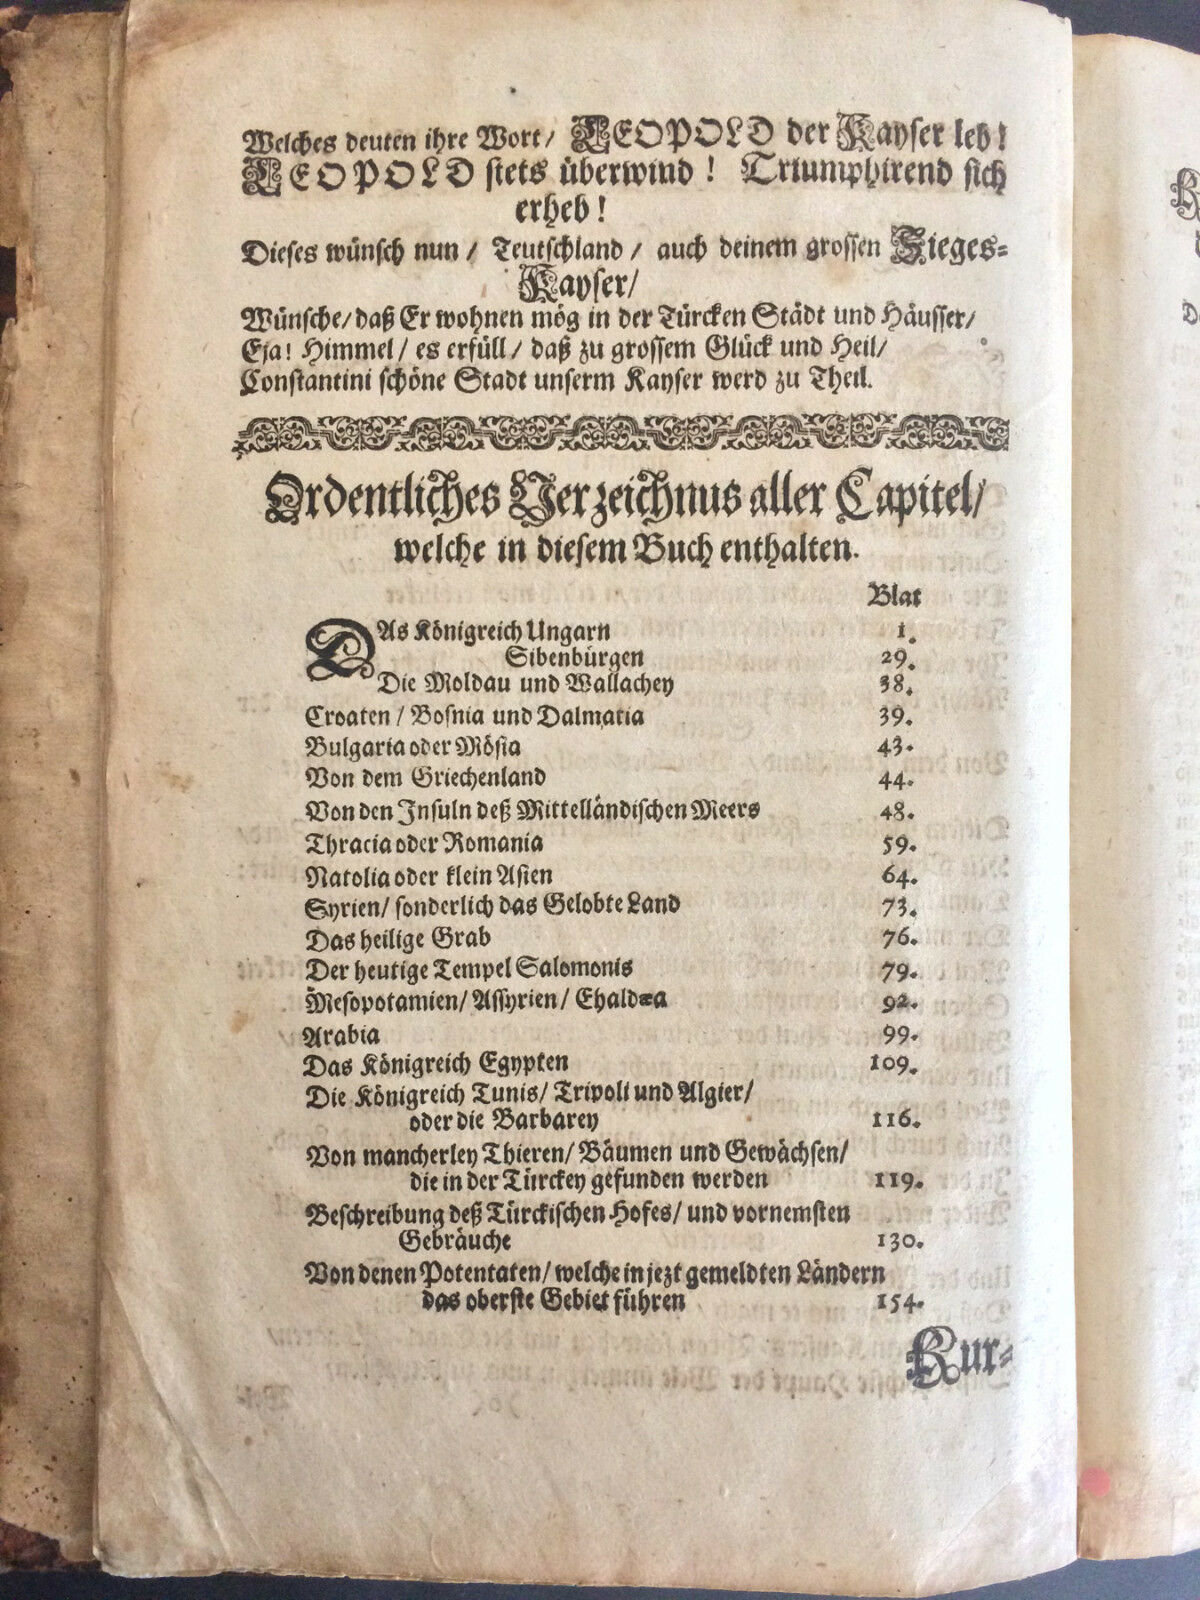 Welches deuten ihre Wort/ LEOPOLD der Kayser leb!
LEOPOLD stets überwind! Triumphirend sich
erheb!
Dieses wünsch nun/ Teutschland/ auch deinem grossen Sieges-
Kayser/
Wünsche/ daß Er wohnen mög in der Türcken Städt und Häusser/
Eja! Himmel/ es erfüll/ daß zu grossem Glück und Heil/
Constantini schöne Stadt unserm Kayser werd zu Theil.
Ordentliches Verzeichnus aller Capitel/
welche in diesem Buch enthalten.
Blat
DAs Königreich Ungarn 1.
Sibenbürgen 29.
Die Moldau und Wallachey 38.
Croaten/ Bosnia und Dalmatia 39.
Bulgaria oder Mösia 43.
Von dem Griechenland 44.
Von den Insuln deß Mittelländischen Meers 48.
Thracia oder Romania 59.
Natolia oder klein Asien 64.
Syrien/ sonderlich das Gelobte Land 73.
Das heilige Grab 76.
Der heutige Tempel Salomonis 79.
Mesopotamien/ Assyrien/ Chaldæa 92.
Arabia 99.
Das Königreich Egypten 109.
Die Königreich Tunis/ Tripoli und Algier/
oder die Barbarey 116.
Von mancherley Thieren/ Bäumen und Gewächsen/
die in der Türckey gefunden werden 119.
Beschreibung deß Türckischen Hofes/ und vornemsten
Gebräuche 130.
Von denen Potentaten/ welche in jezt gemeldten Ländern
das oberste Gebiet führen 154.
Kur-